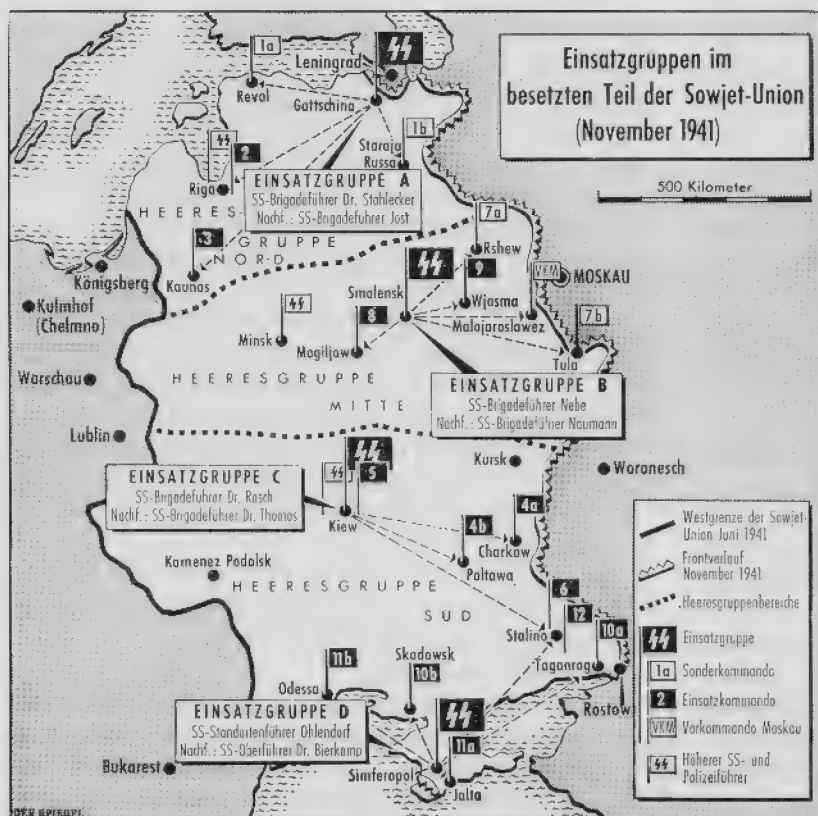 Einsatzgruppen im
besetzten Teil der Sowjet-Union
(November 1941)
500 Kilometer
1a
Leningrad
Reval
Gattschina
1b
Staraja
Russa
2
Riga
EINSATZGRUPPE A
SS-Brigadeführer Dr. Stahlecker
Nachf.: SS-Brigadeführer Jost
HEERES
GRUPPE
NORD
3
Kaunas
Königsberg
Kulmhof
(Chelmno)
7a
Rshew
9
Smolensk
Wjasma
VKM
MOSKAU
Malojaroslawez
Minsk
8
Mogiljow
7b
Tula
Warschau
HEERESGRUPPE
MITTE
EINSATZGRUPPE B
SS-Brigadeführer Nebe
Nachf.: SS-Brigadeführer Naumann
Lublin
Kursk
Woronesch
5
EINSATZGRUPPE C
SS-Brigadeführer Dr. Rasch
Nachf.: SS-Brigadeführer Dr. Thomas
Kiew
4b
4a
Charkow
Poltawa
Kamenez Podolsk
HEERESGRUPPE
SÜD
6
12
Stalino
10a
Taganrog
Rostow
11b
Skadowsk
10b
Odessa
EINSATZGRUPPE D
SS-Standartenführer Ohlendorf
Nachf.: SS-Oberführer Dr. Bierkamp
11a
Bukarest
Simferopol
Jalta
Westgrenze der Sowjet-
Union Juni 1941
Frontverlauf
November 1941
Heeresgruppenbereiche
Einsatzgruppe
1a
Sonderkommando
2
Einsatzkommando
VKM
Vorkommando Moskau
Höherer SS- und
Polizeiführer
DER SPIEGEL